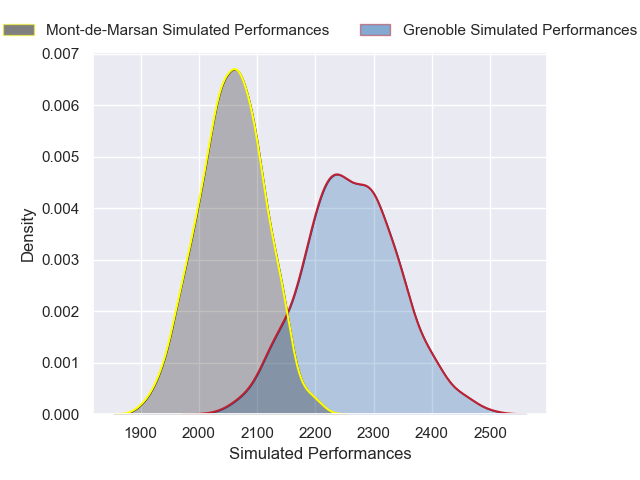 Mont-de-Marsan Simulated Performances Grenoble Simulated Performances
0.007
0.006
0.005
0.004
0.003
0.002
0.001
0.000
Density
1900 2000 2100 2200 2300 2400 2500
Simulated Performances